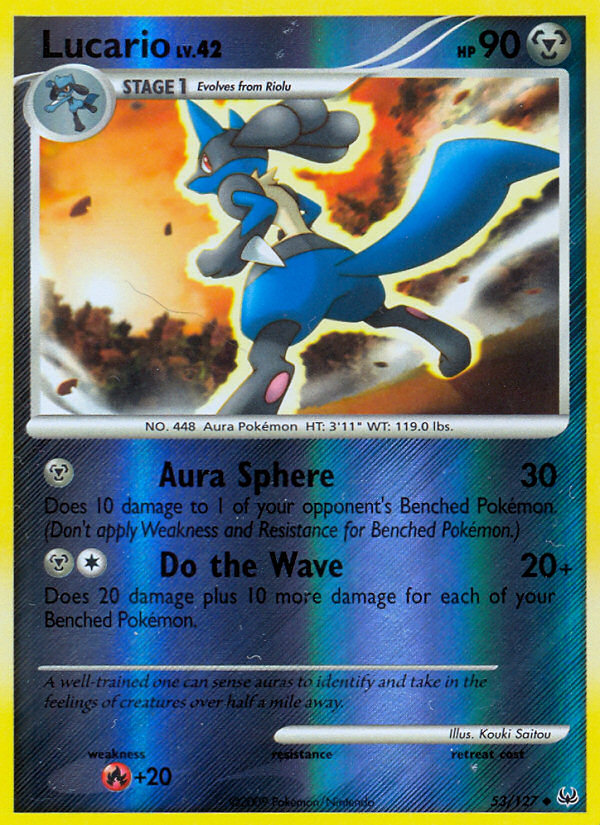 Lucario LV.42 HP 90
STAGE 1 Evolves from Riolu
NO. 448 Aura Pokémon HT: 3'11" WT: 119.0 lbs.
Aura Sphere 30
Does 10 damage to 1 of your opponent's Benched Pokémon.
(Don't apply Weakness and Resistance for Benched Pokémon.)
Do the Wave 20+
Does 20 damage plus 10 more damage for each of your
Benched Pokémon.
A well-trained one can sense auras to identify and take in the
feelings of creatures over half a mile away.
Illus. Kouki Saitou
weakness resistance retreat cost
+20
©2009 Pokémon/Nintendo 53/127